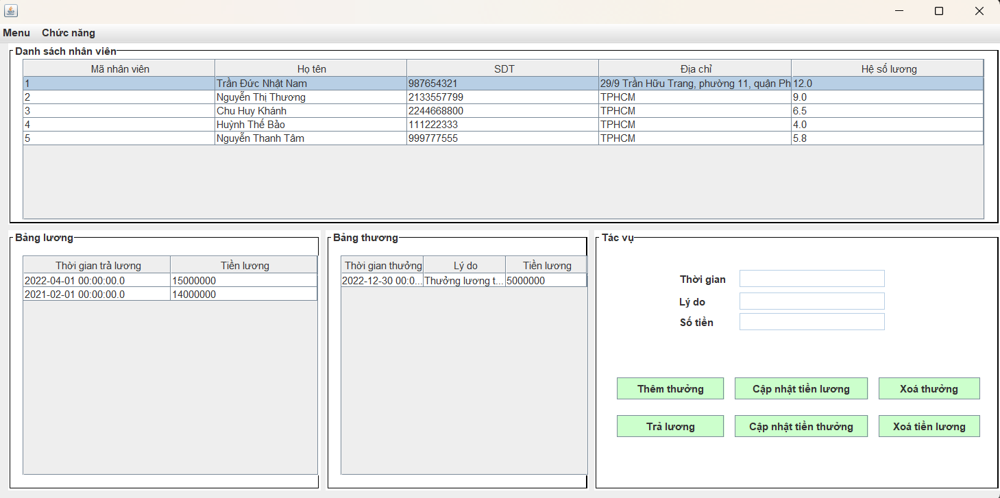 Menu Chức năng
Danh sách nhân viên
Mã nhân viên Họ tên SDT Địa chỉ Hệ số lương
1 Trần Đức Nhật Nam 987654321 29/9 Trần Hữu Trang, phường 11, quận Ph 12.0
2 Nguyễn Thị Thương 2133557799 TPHCM 9.0
3 Chu Huy Khánh 2244668800 TPHCM 6.5
4 Huỳnh Thế Bảo 111222333 TPHCM 4.0
5 Nguyễn Thanh Tâm 999777555 TPHCM 5.8
Bảng lương
Thời gian trả lương Tiền lương
2022-04-01 00:00:00.0 15000000
2021-02-01 00:00:00.0 14000000
Bảng thương
Thời gian thưởng Lý do Tiền lương
2022-12-30 00:0... Thưởng lương t... 5000000
Tác vụ
Thời gian
Lý do
Số tiền
Thêm thưởng Cập nhật tiền lương Xoá thưởng
Trả lương Cập nhật tiền thưởng Xoá tiền lương